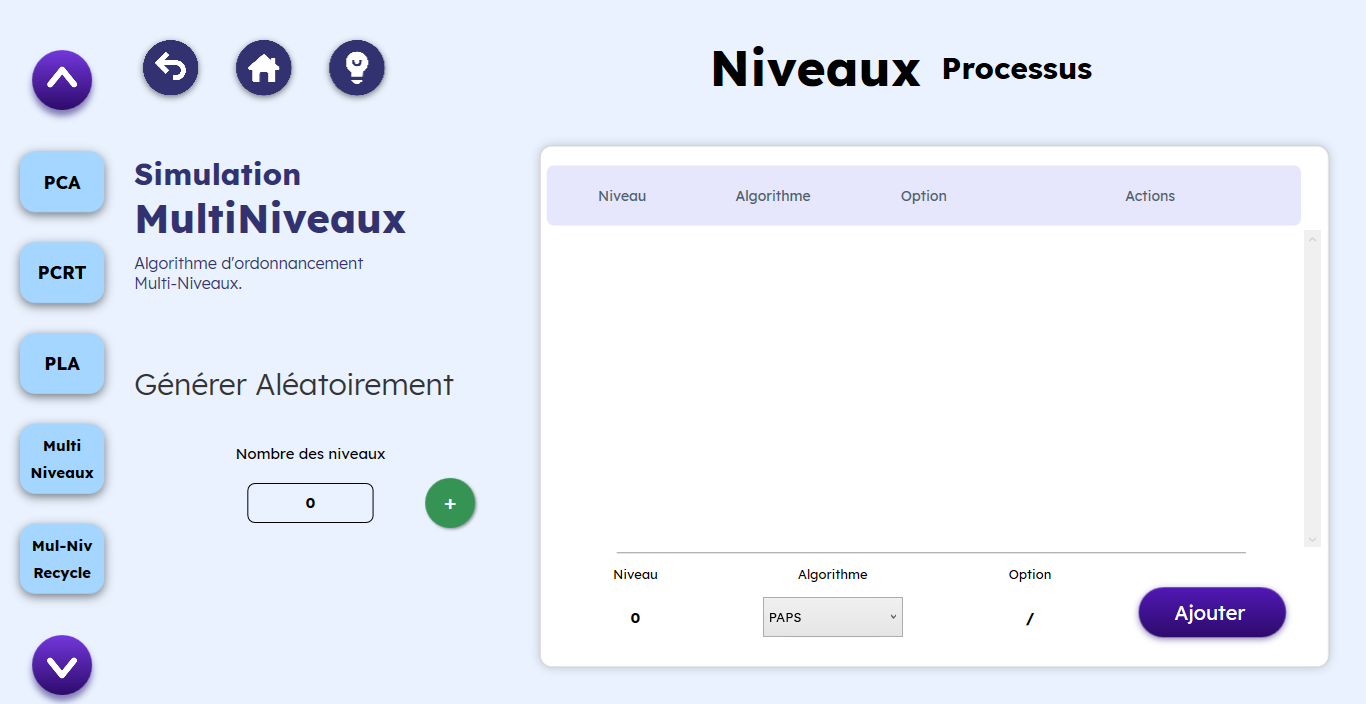 Niveaux Processus
PCA
PCRT
PLA
Multi
Niveaux
Mul-Niv
Recycle
Simulation
MultiNiveaux
Algorithme d'ordonnancement
Multi-Niveaux.
Générer Aléatoirement
Nombre des niveaux
0 +
Niveau Algorithme Option Actions
Niveau Algorithme Option
0 PAPS / Ajouter